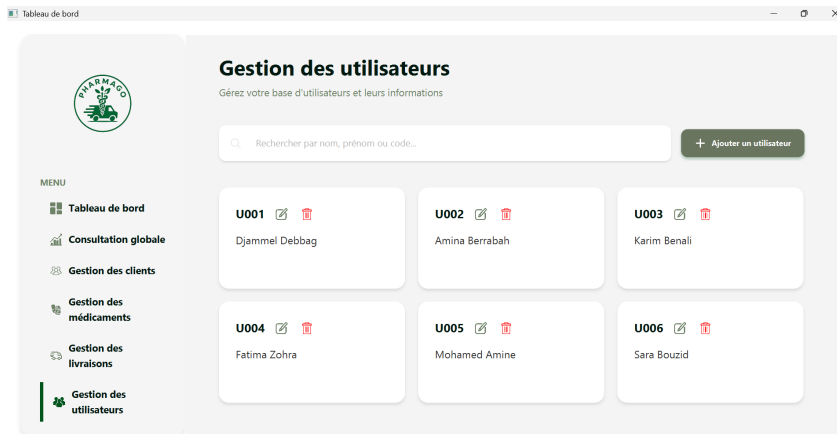 Tableau de bord
PHARMAGO
MENU
Tableau de bord
Consultation globale
Gestion des clients
Gestion des
médicaments
Gestion des
livraisons
Gestion des
utilisateurs
Gestion des utilisateurs
Gérez votre base d'utilisateurs et leurs informations
Rechercher par nom, prénom ou code...
Ajouter un utilisateur
U001
Djammel Debbag
U002
Amina Berrabah
U003
Karim Benali
U004
Fatima Zohra
U005
Mohamed Amine
U006
Sara Bouzid